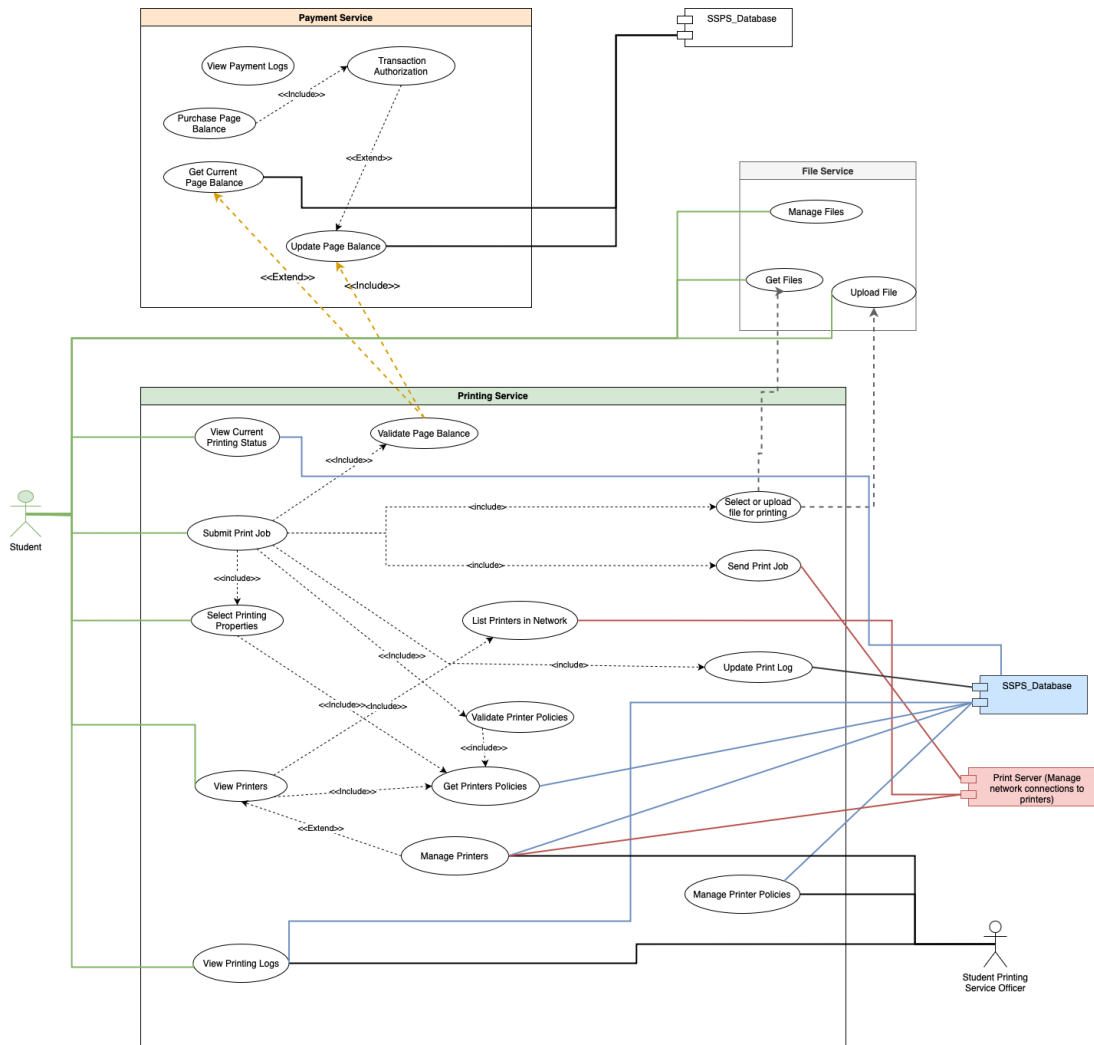 Payment Service
SSPS_Database
View Payment Logs
Transaction
Authorization
<<Include>>
Purchase Page
Balance
<<Extend>>
Get Current
Page Balance
File Service
Manage Files
Update Page Balance
<<Extend>>
<<Include>>
Get Files
Upload File
Printing Service
View Current
Printing Status
Validate Page Balance
<<Include>>
Select or upload
file for printing
<include>
Submit Print Job
Student
<include>
Send Print Job
<<include>>
Select Printing
Properties
List Printers in Network
<<Include>>
<include>
Update Print Log
SSPS_Database
<<Include>>
<<Include>>
Validate Printer Policies
<<include>>
View Printers
<<Include>>
Get Printers Policies
Print Server (Manage
network connections to
printers)
<<Extend>>
Manage Printers
Manage Printer Policies
View Printing Logs
Student Printing
Service Officer